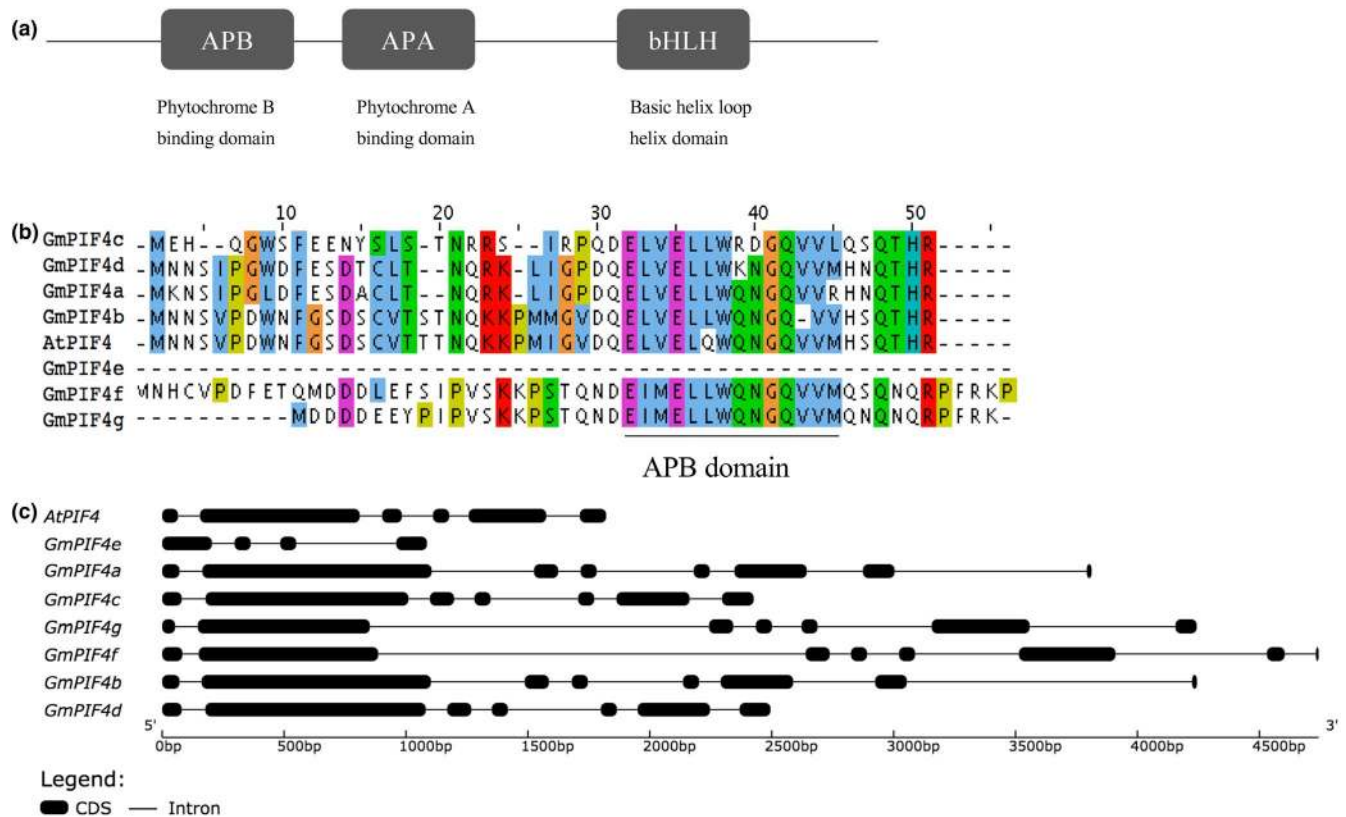 (a)
APB APA bHLH
Phytochrome B Phytochrome A Basic helix loop
binding domain binding domain helix domain
(b)
10 20 30 40 50
GmPIF4c -MEH--QGWSFEENYSLS-TNRRS--IRPQDELVELLWRDGQVVLQSQTHR-----
GmPIF4d -MNNSIPGWDFESDTCLT--NQRK-LIGPDQELVELLWKNGQVVMHNQTHR-----
GmPIF4a -MKNSIPGLDFESDACLT--NQRK-LIGPDQELVELLWQNGQVVRHNQTHR-----
GmPIF4b -MNNSVPDWNFGSDSCVTSTNQKKPMMGVDQELVELLWQNGQ-VVHSQTHR-----
AtPIF4 -MNNSVPDWNFGSDSCVTTTNQKKPMIGVDQELVELQWQNGQVVMHSQTHR-----
GmPIF4e --------------------------------------------------------
GmPIF4f MNHCVPDFETQMDDDLEFSIPVSKKPSTQNDEIMELLWQNGQVVMQSQNQRPFRKP
GmPIF4g ----------MDDDDEEYPIPVSKKPSTQNDEIMELLWQNGQVVMQNQNQRPFRK-
APB domain
(c)
AtPIF4
GmPIF4e
GmPIF4a
GmPIF4c
GmPIF4g
GmPIF4f
GmPIF4b
GmPIF4d
5' 3'
0bp 500bp 1000bp 1500bp 2000bp 2500bp 3000bp 3500bp 4000bp 4500bp
Legend:
CDS Intron